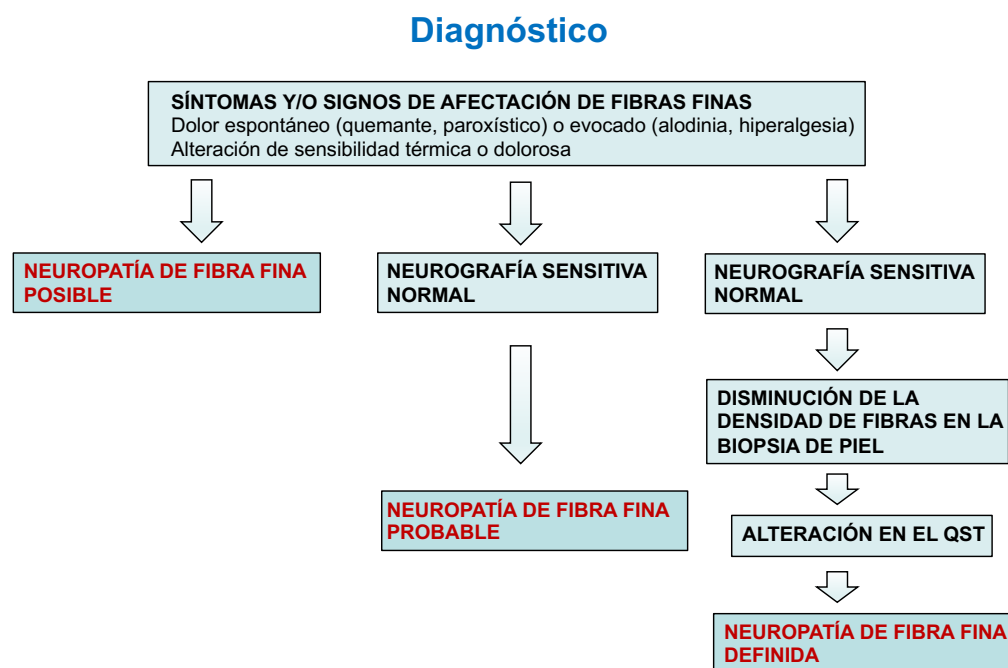 Diagnóstico
SÍNTOMAS Y/O SIGNOS DE AFECTACIÓN DE FIBRAS FINAS
Dolor espontáneo (quemante, paroxístico) o evocado (alodinia, hiperalgesia)
Alteración de sensibilidad térmica o dolorosa
NEUROPATÍA DE FIBRA FINA
POSIBLE
NEUROGRAFÍA SENSITIVA
NORMAL
NEUROGRAFÍA SENSITIVA
NORMAL
DISMINUCIÓN DE LA
DENSIDAD DE FIBRAS EN LA
BIOPSIA DE PIEL
NEUROPATÍA DE FIBRA FINA
PROBABLE
ALTERACIÓN EN EL QST
NEUROPATÍA DE FIBRA FINA
DEFINIDA